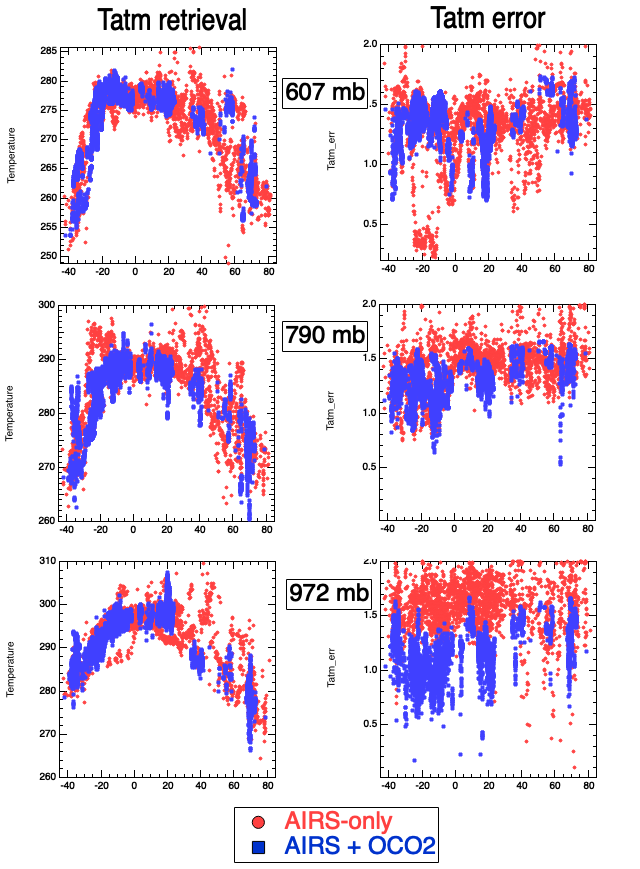 Tatm retrieval
Tatm error
607 mb
285
280
275
270
265
260
255
250
Temperature
-40 -20 0 20 40 60 80
2.0
1.5
1.0
0.5
Tatm_err
-40 -20 0 20 40 60 80
790 mb
300
290
280
270
260
Temperature
-40 -20 0 20 40 60 80
2.0
1.5
1.0
0.5
Tatm_err
-40 -20 0 20 40 60 80
972 mb
310
300
290
280
270
260
Temperature
-40 -20 0 20 40 60 80
2.0
1.5
1.0
0.5
Tatm_err
-40 -20 0 20 40 60 80
AIRS-only
AIRS + OCO2